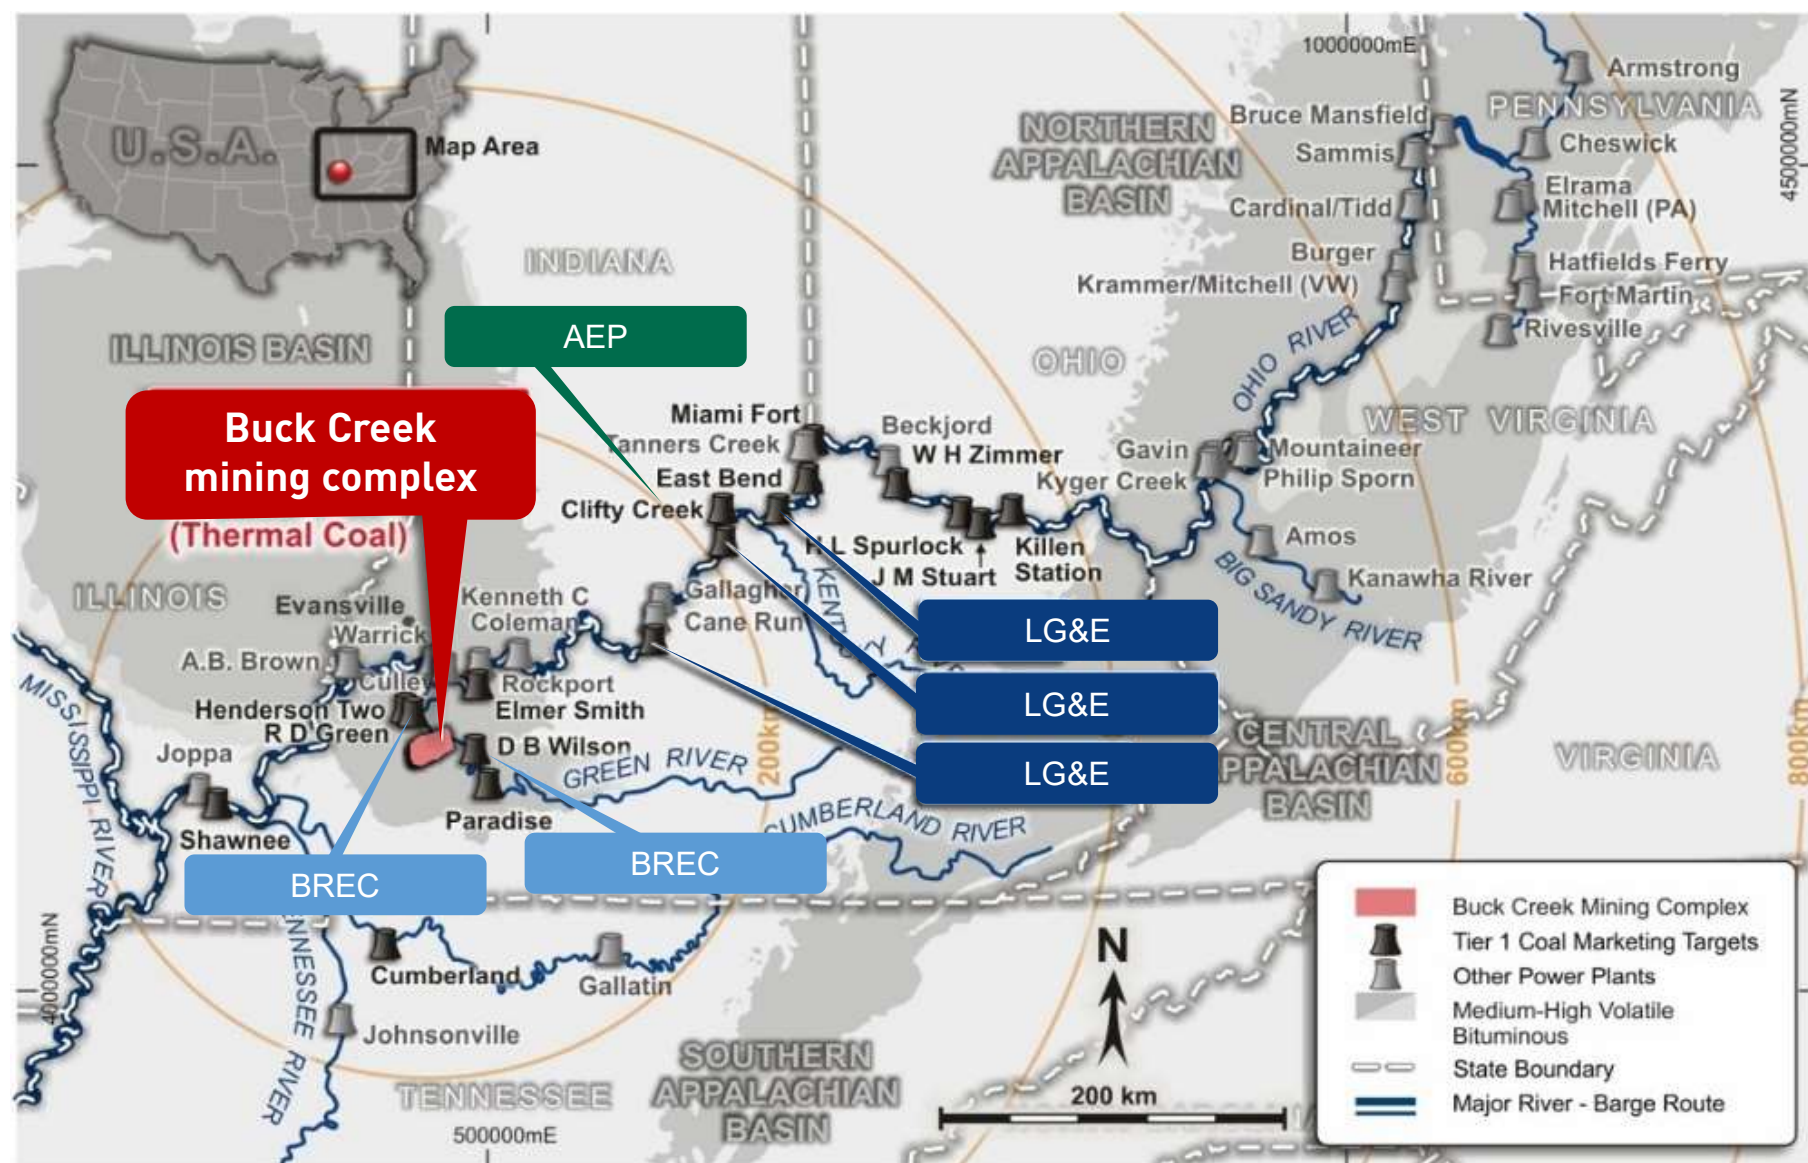 1000000mE
Armstrong
PENNSYLVANIA
4500000mN
Bruce Mansfield
Cheswick
NORTHERN
APPALACHIAN
BASIN
Sammis
U.S.A.
Map Area
Elrama
Mitchell (PA)
Cardinal/Tidd
INDIANA
Burger
Hatfields Ferry
Krammer/Mitchell (VW)
Fort Martin
Rivesville
ILLINOIS BASIN
AEP
OHIO
OHIO RIVER
Buck Creek
mining complex
(Thermal Coal)
Miami Fort
Tanners Creek
East Bend
Clifty Creek
Beckjord
W H Zimmer
Gavin
Kyger Creek
Mountaineer
Philip Sporn
WEST VIRGINIA
H L Spurlock
J M Stuart
Killen
Station
Amos
Kanawha River
BIG SANDY RIVER
ILLINOIS
Evansville
Warrick
Kenneth C
Coleman
Gallagher
Cane Run
A.B. Brown
Culley
Rockport
Elmer Smith
Henderson Two
R D Green
D B Wilson
LG&E
LG&E
LG&E
MISSISSIPPI RIVER
Joppa
Shawnee
Paradise
GREEN RIVER
200km
CUMBERLAND RIVER
CENTRAL
BASIN
600km
VIRGINIA
BREC
BREC
4000000mN
Cumberland
Gallatin
Johnsonville
RIVER
TENNESSEE
SOUTHERN
APPALACHIAN
BASIN
500000mE
N
200 km
Buck Creek Mining Complex
Tier 1 Coal Marketing Targets
Other Power Plants
Medium-High Volatile
Bituminous
State Boundary
Major River - Barge Route